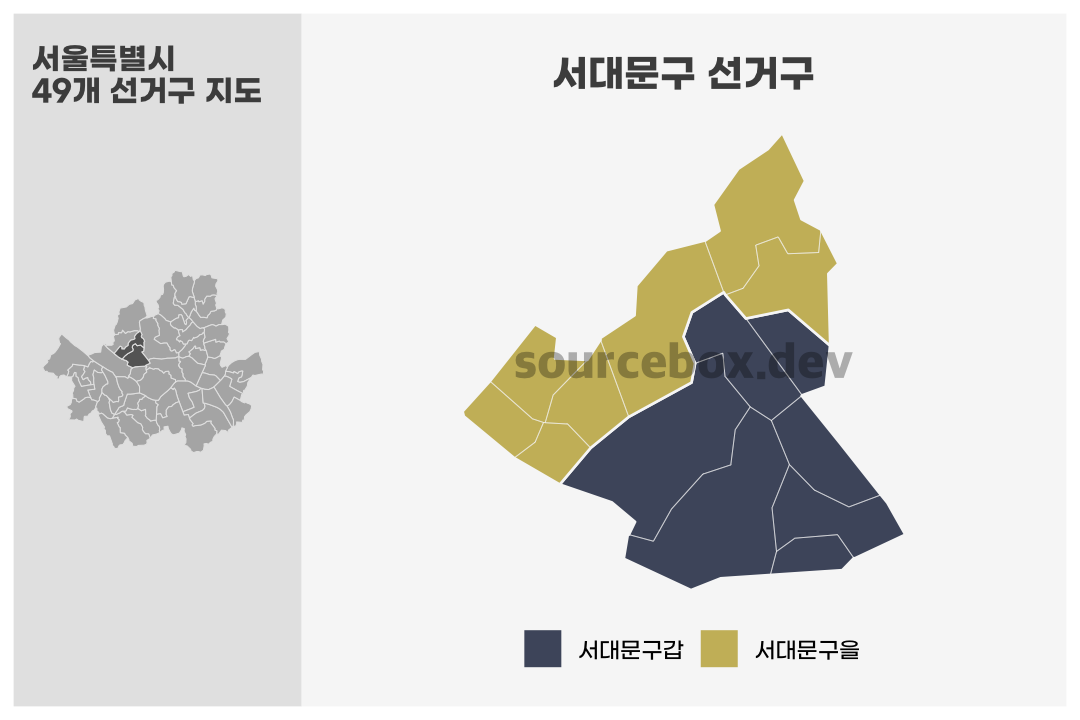 서울특별시
49개 선거구 지도
서대문구 선거구
sourcebox.dev
서대문구갑
서대문구을